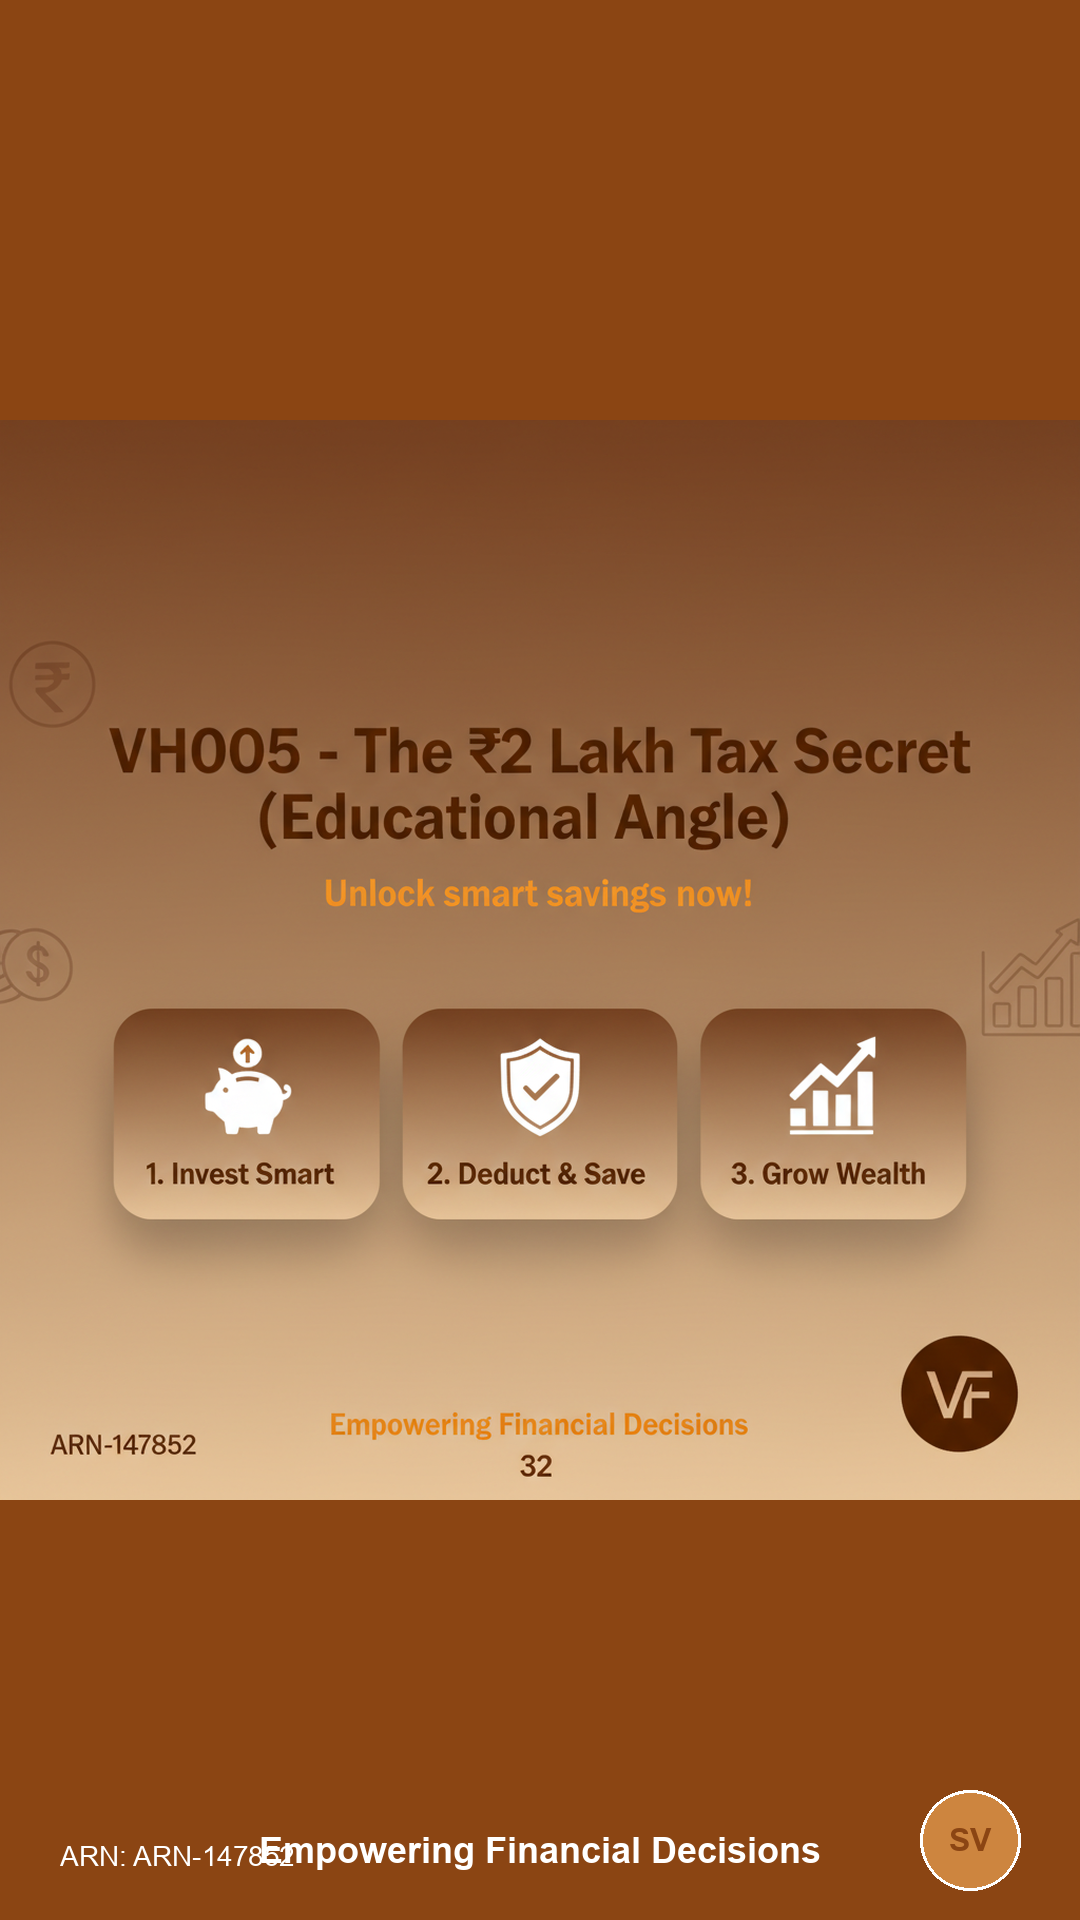 ₹
VH005 - The ₹2 Lakh Tax Secret
(Educational Angle)
Unlock smart savings now!
$
1. Invest Smart
2. Deduct & Save
3. Grow Wealth
VF
Empowering Financial Decisions
ARN-147852
32
ARN: ARN-147852
Empowering Financial Decisions
SV